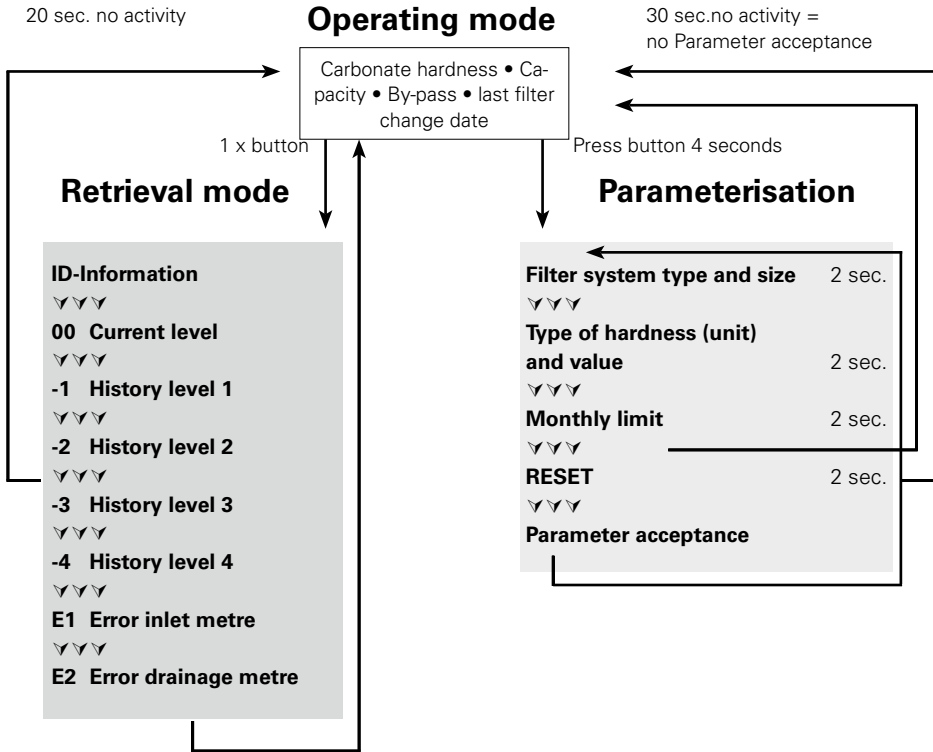 20 sec. no activity
Operating mode
30 sec.no activity =
no Parameter acceptance
Carbonate hardness • Ca-
pacity • By-pass • last filter
change date
1 x button
Press button 4 seconds
Retrieval mode
ID-Information
00 Current level
-1 History level 1
-2 History level 2
-3 History level 3
-4 History level 4
E1 Error inlet metre
E2 Error drainage metre
Parameterisation
Filter system type and size 2 sec.
Type of hardness (unit)
and value 2 sec.
Monthly limit 2 sec.
RESET 2 sec.
Parameter acceptance